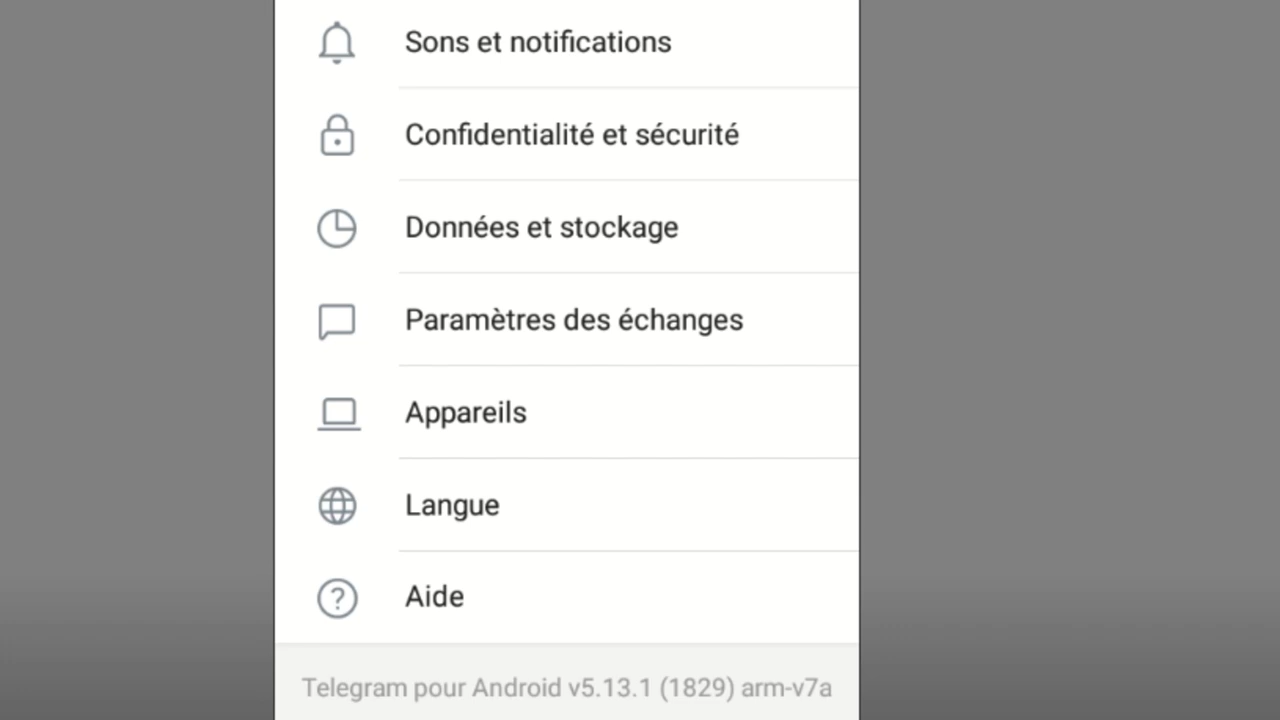 Sons et notifications
Confidentialité et sécurité
Données et stockage
Paramètres des échanges
Appareils
Langue
Aide
Telegram pour Android v5.13.1 (1829) arm-v7a